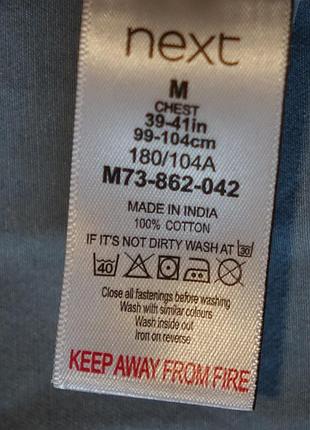 next
M
CHEST
39-41in
99-104cm
180/104A
M73-862-042
MADE IN INDIA
100% COTTON
IF IT'S NOT DIRTY WASH AT 30
40
Close all fastenings before washing
Wash with similar colours
Wash inside out
Iron on reverse
KEEP AWAY FROM FIRE